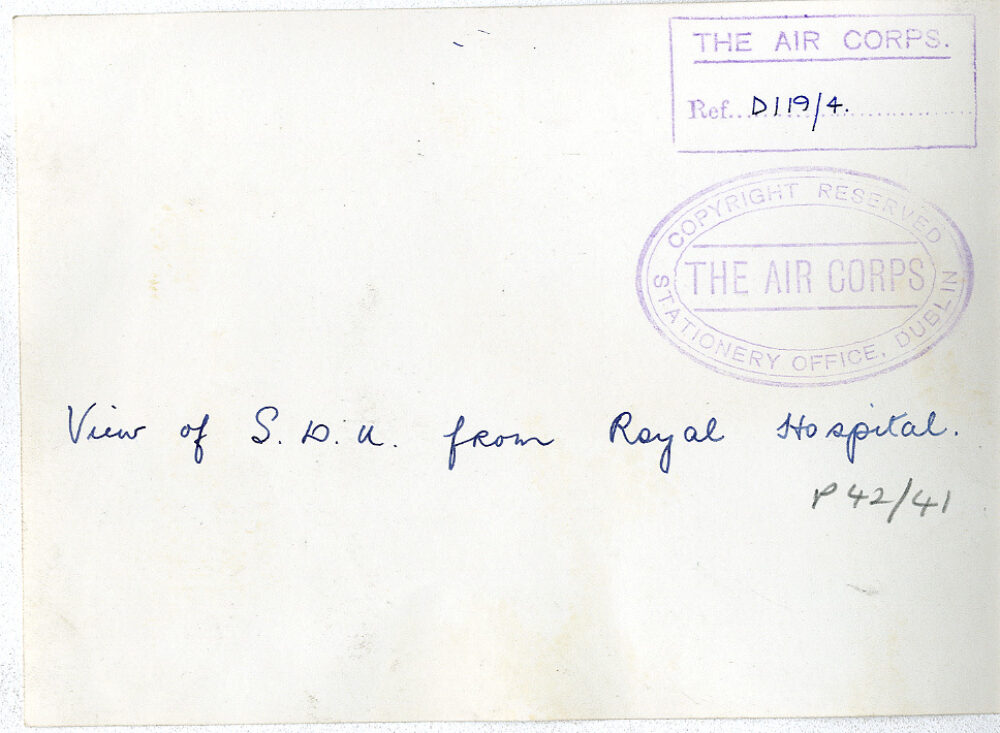 THE AIR CORPS.
Ref. D119/4.
COPYRIGHT RESERVED
THE AIR CORPS
STATIONERY OFFICE, DUBLIN
View of S. D. U. from Royal Hospital.
P42/41